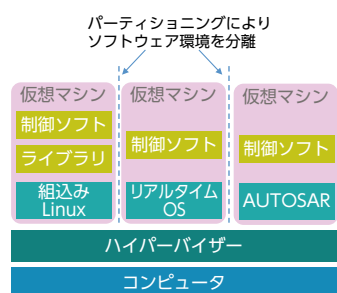 パーティショニングにより
ソフトウェア環境を分離
仮想マシン
制御ソフト
ライブラリ
組込み
Linux
仮想マシン
制御ソフト
リアルタイム
OS
仮想マシン
制御ソフト
AUTOSAR
ハイパーバイザー
コンピュータ